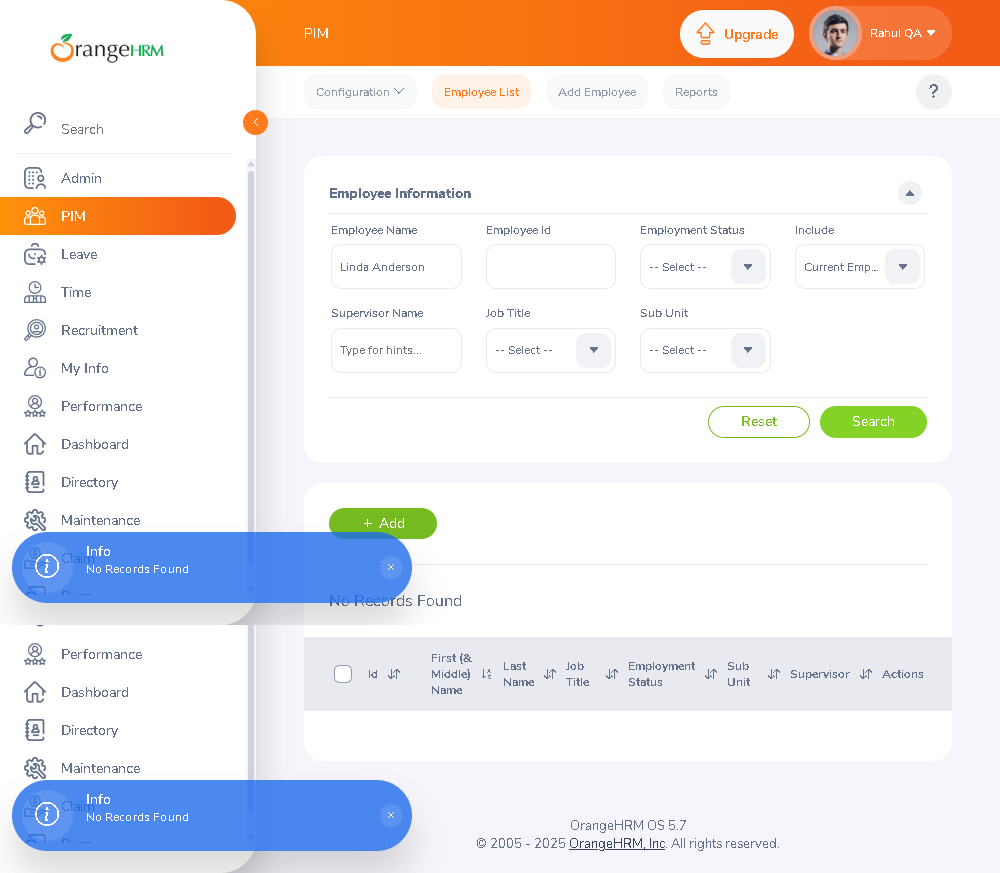 OrangeHRM
PIM
Upgrade
Rahul QA
Configuration
Employee List
Add Employee
Reports
?
Search
Admin
PIM
Leave
Time
Recruitment
My Info
Performance
Dashboard
Directory
Maintenance
Claim
Info
No Records Found
Performance
Dashboard
Directory
Maintenance
Claim
Info
No Records Found
Employee Information
Employee Name
Employee Id
Employment Status
Include
Linda Anderson
-- Select --
Current Emp...
Supervisor Name
Job Title
Sub Unit
Type for hints...
-- Select --
-- Select --
Reset
Search
+ Add
No Records Found
Id
First (& Middle) Name
Last Name
Job Title
Employment Status
Sub Unit
Supervisor
Actions
OrangeHRM OS 5.7
© 2005 - 2025 OrangeHRM, Inc. All rights reserved.